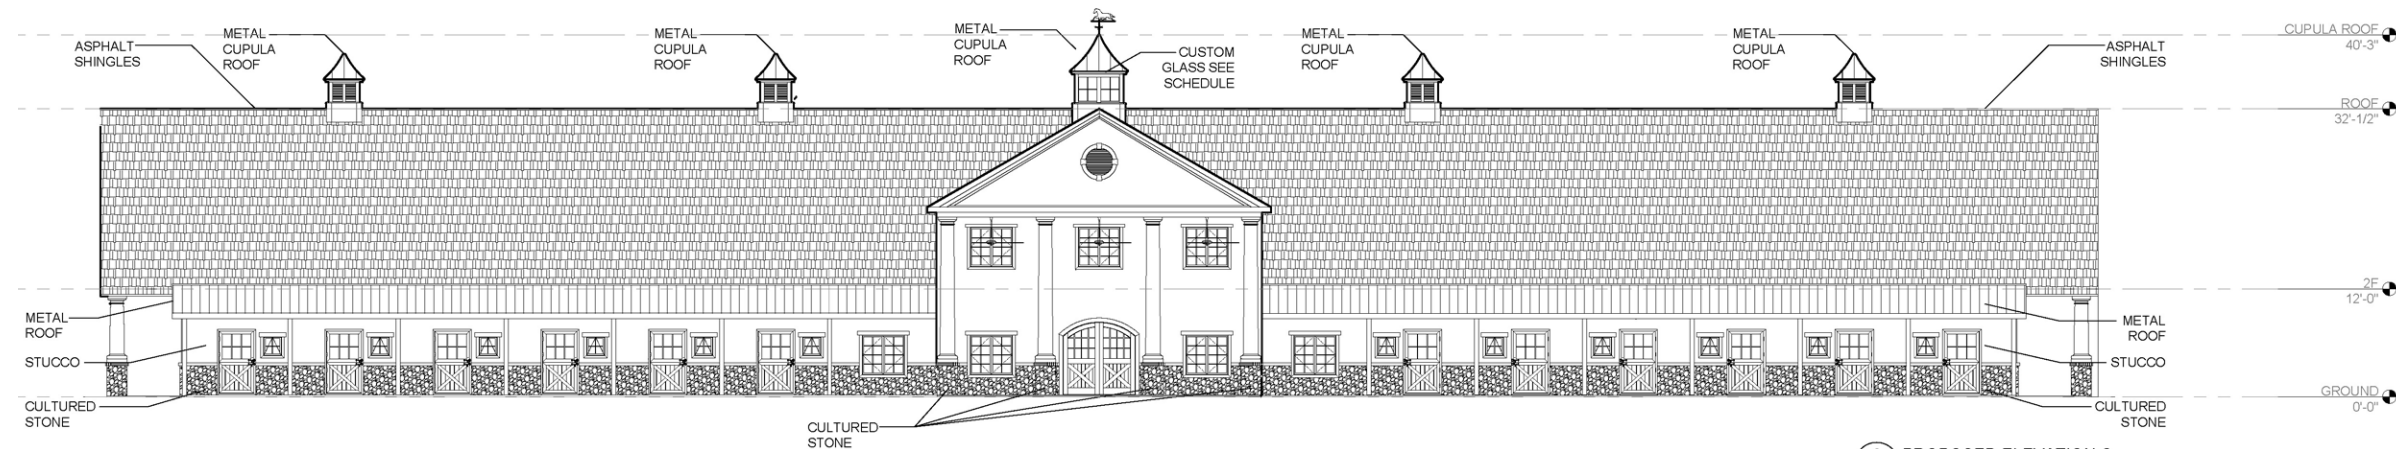 ASPHALT
SHINGLES
METAL
CUPULA
ROOF
METAL
CUPULA
ROOF
METAL
CUPULA
ROOF
CUSTOM
GLASS SEE
SCHEDULE
METAL
CUPULA
ROOF
METAL
CUPULA
ROOF
ASPHALT
SHINGLES
CUPULA ROOF
40'-3"
ROOF
32'-1/2"
2F
12'-0"
GROUND
0'-0"
METAL
ROOF
STUCCO
CULTURED
STONE
CULTURED
STONE
METAL
ROOF
STUCCO
CULTURED
STONE